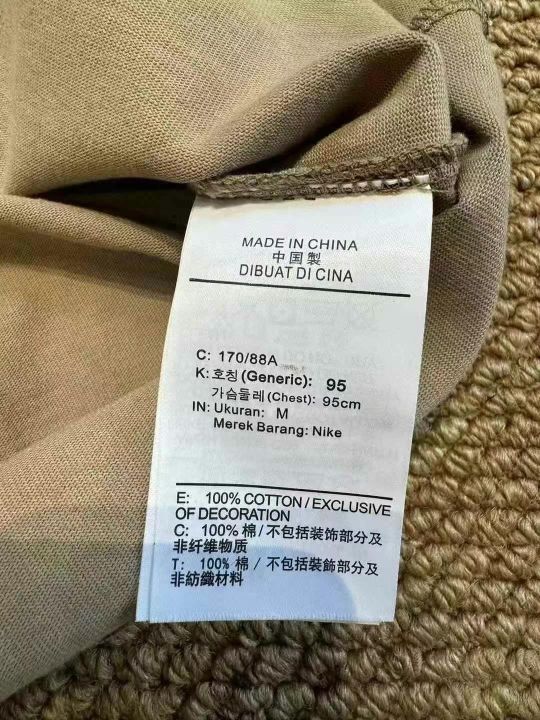 MADE IN CHINA
中国製
DIBUAT DI CINA
C: 170/88A
K: 호칭 (Generic): 95
가슴둘레 (Chest): 95cm
IN: Ukuran: M
Merek Barang: Nike
E: 100% COTTON/EXCLUSIVE
OF DECORATION
C: 100% 棉/不包括装饰部分及
非纤维物质
T: 100% 棉 / 不包括裝飾部分及
非紡織材料